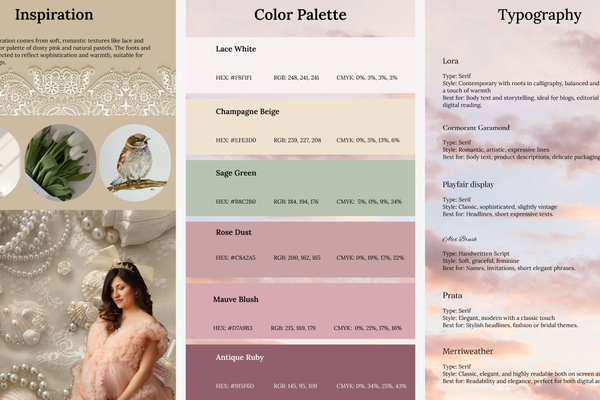 Inspiration
ration comes from soft, romantic textures like lace and
or palette of dusty pink and natural pastels. The fonts and
ected to reflect sophistication and warmth, suitable for
gs.
Color Palette
Lace White
HEX: #F8F1F1 RGB: 248, 241, 241 CMYK: 0%, 3%, 3%, 3%
Champagne Beige
HEX: #EFE3D0 RGB: 239, 227, 208 CMYK: 0%, 5%, 13%, 6%
Sage Green
HEX: #B8C2B0 RGB: 184, 194, 176 CMYK: 5%, 0%, 9%, 24%
Rose Dust
HEX: #C8A2A5 RGB: 200, 162, 165 CMYK: 0%, 19%, 17%, 22%
Mauve Blush
HEX: #D7A9B3 RGB: 215, 169, 179 CMYK: 0%, 21%, 17%, 16%
Antique Ruby
HEX: #915F6D RGB: 145, 95, 109 CMYK: 0%, 34%, 25%, 43%
Typography
Lora
Type: Serif
Style: Contemporary with roots in calligraphy, balanced and
a touch of warmth
Best for: Body text and storytelling, ideal for blogs, editorial
digital reading.
Cormorant Garamond
Type: Serif
Style: Romantic, artistic, expressive lines
Best for: Body text, product descriptions, delicate packaging
Playfair display
Type: Serif
Style: Classic, sophisticated, slightly vintage
Best for: Headlines, short expressive texts.
Alex Brush
Type: Handwritten Script
Style: Soft, graceful, feminine
Best for: Names, invitations, short elegant phrases.
Prata
Type: Serif
Style: Elegant, modern with a classic touch
Best for: Stylish headlines, fashion or bridal themes.
Merriweather
Type: Serif
Style: Classic, elegant, and highly readable both on screen a
Best for: Readability and elegance, perfect for both digital a